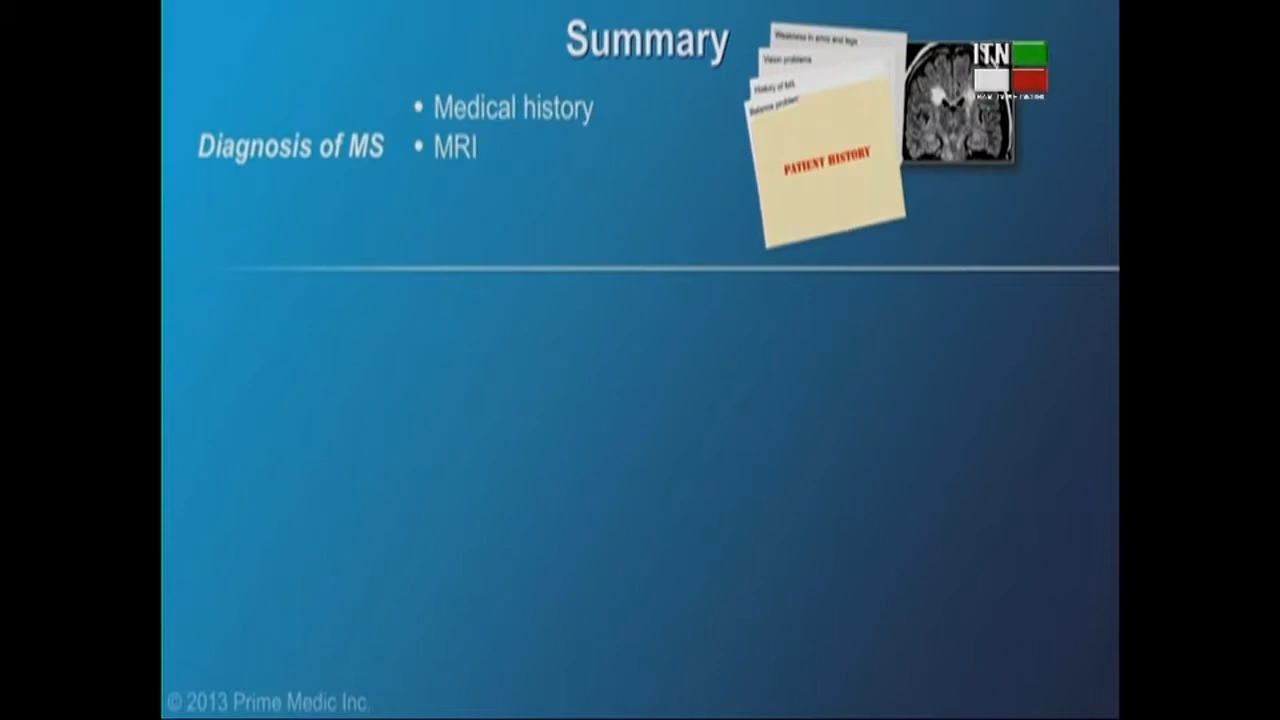 Summary
Weakness in arms and legs
Vision problems
History of MS
Balance problem
PATIENT HISTORY
ITN
• Medical history
Diagnosis of MS
• MRI
© 2013 Prime Medic Inc.